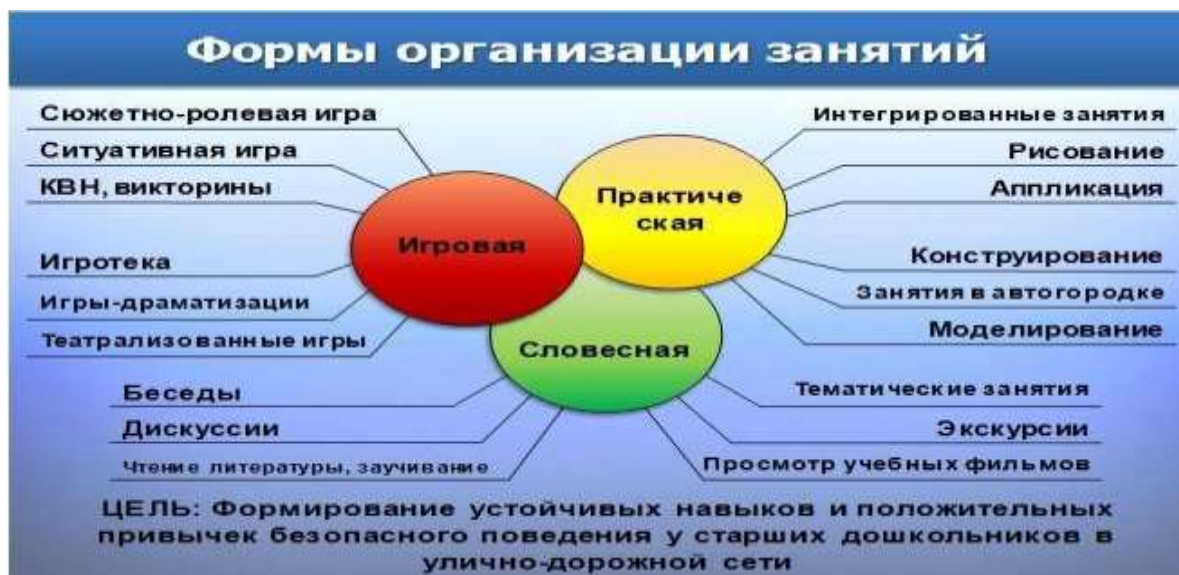 Формы организации занятий
Сюжетно-ролевая игра
Ситуативная игра
КВН, викторины
Игротека
Игры-драматизации
Театрализованные игры
Игровая
Практиче
ская
Словесная
Интегрированные занятия
Рисование
Аппликация
Конструирование
Занятия в автогородке
Моделирование
Беседы
Дискуссии
Чтение литературы, заучивание
Тематические занятия
Экскурсии
Просмотр учебных фильмов
ЦЕЛЬ: Формирование устойчивых навыков и положительных
привычек безопасного поведения у старших дошкольников в
улично-дорожной сети